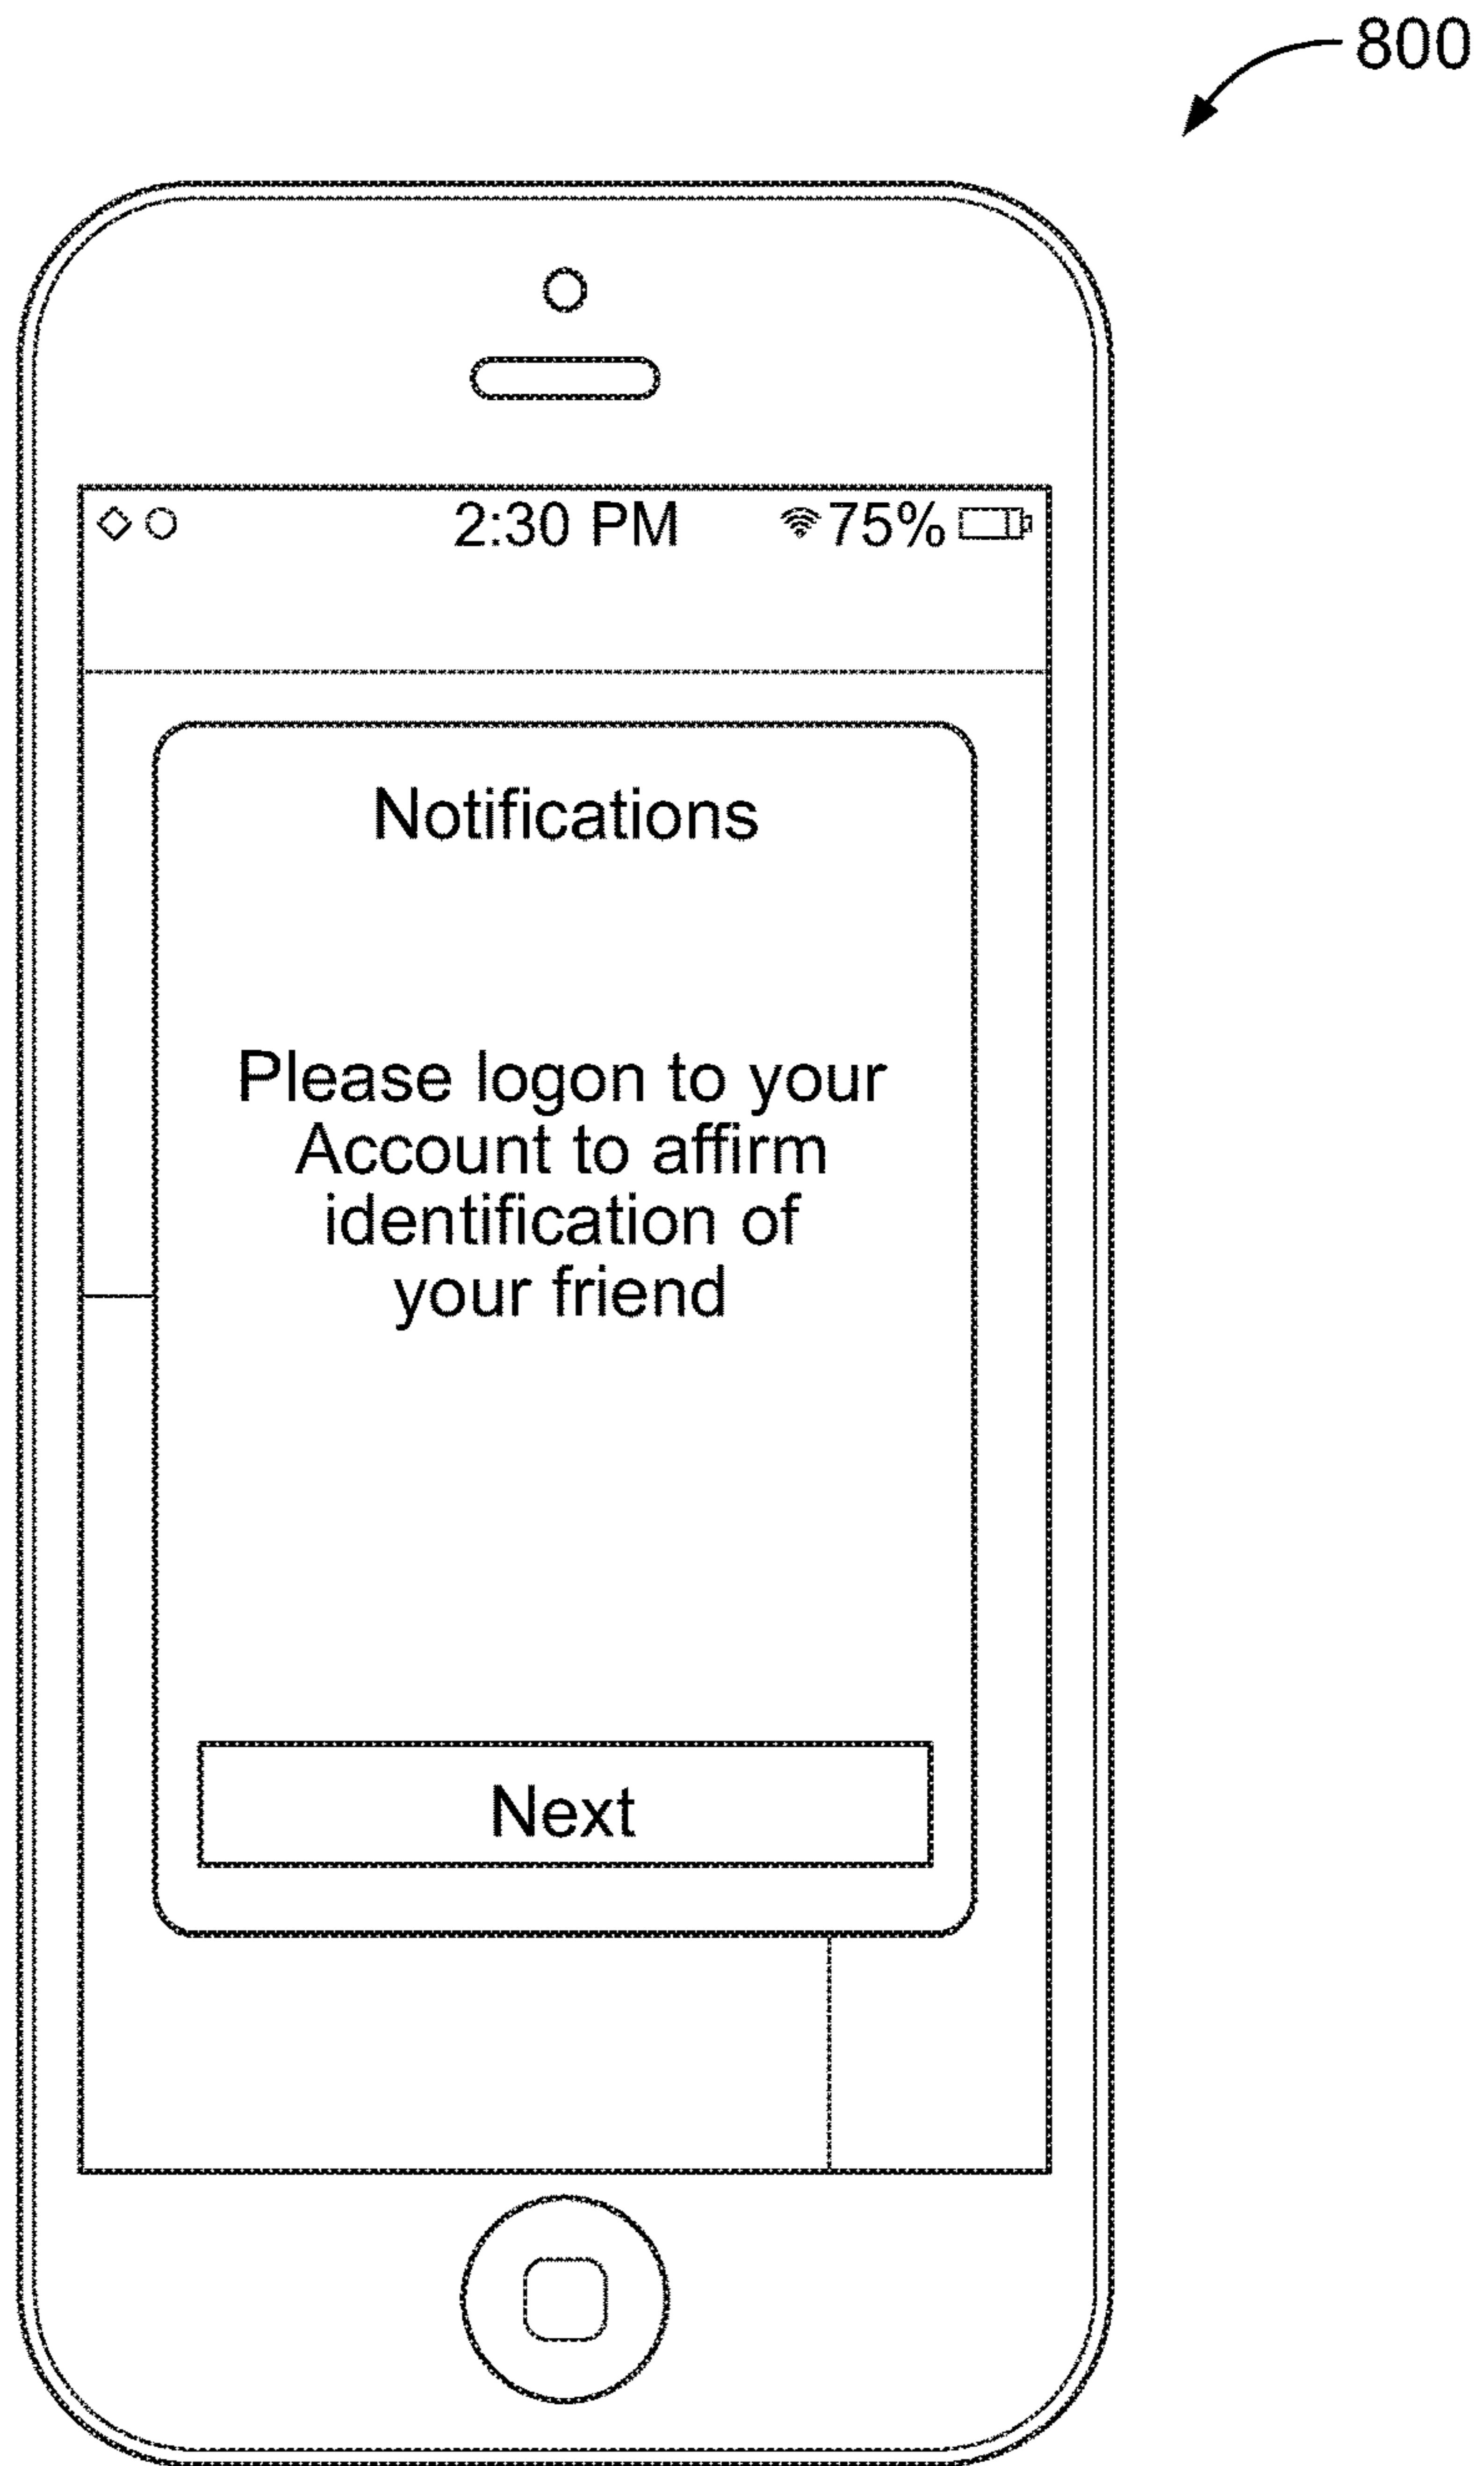 800
2:30 PM 75%
Notifications
Please logon to your
Account to affirm
identification of
your friend
Next